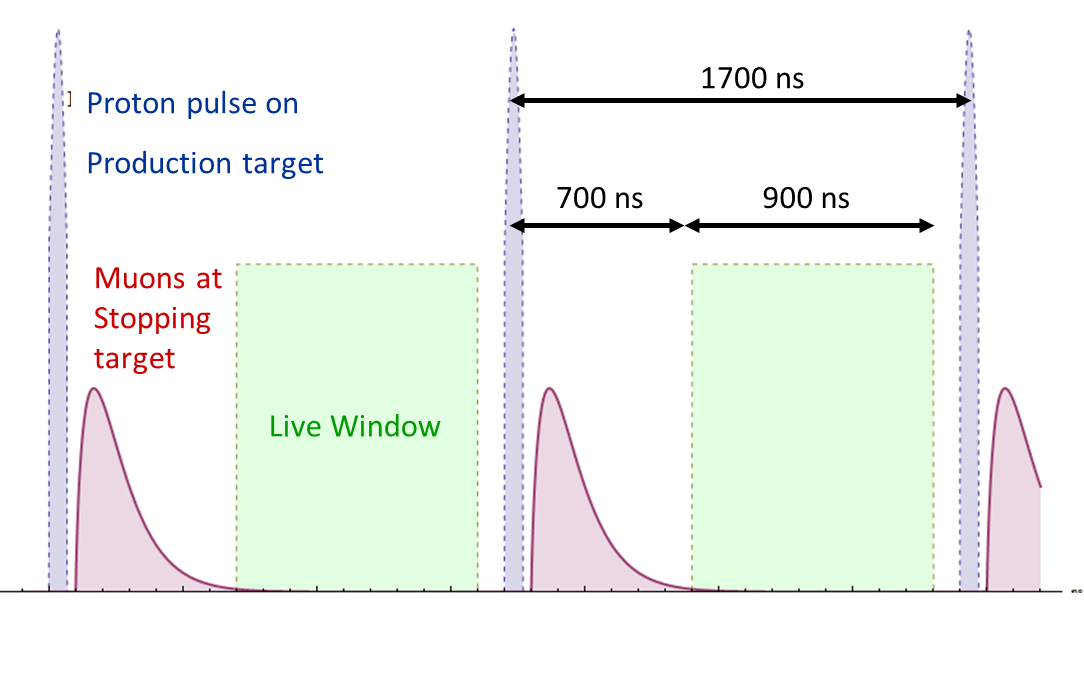 1700 ns
Proton pulse on
Production target
700 ns
900 ns
Muons at
Stopping
target
Live Window